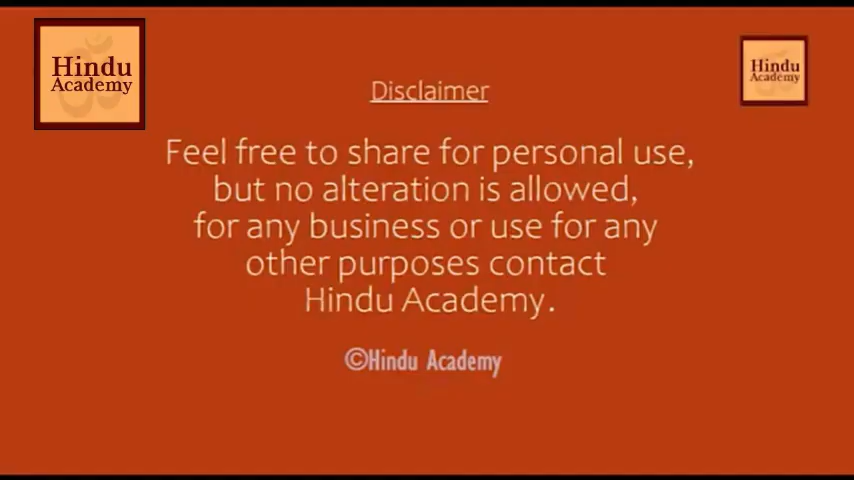 Hindu
Academy
Hindu
Academy
Disclaimer
Feel free to share for personal use,
but no alteration is allowed,
for any business or use for any
other purposes contact
Hindu Academy.
©Hindu Academy